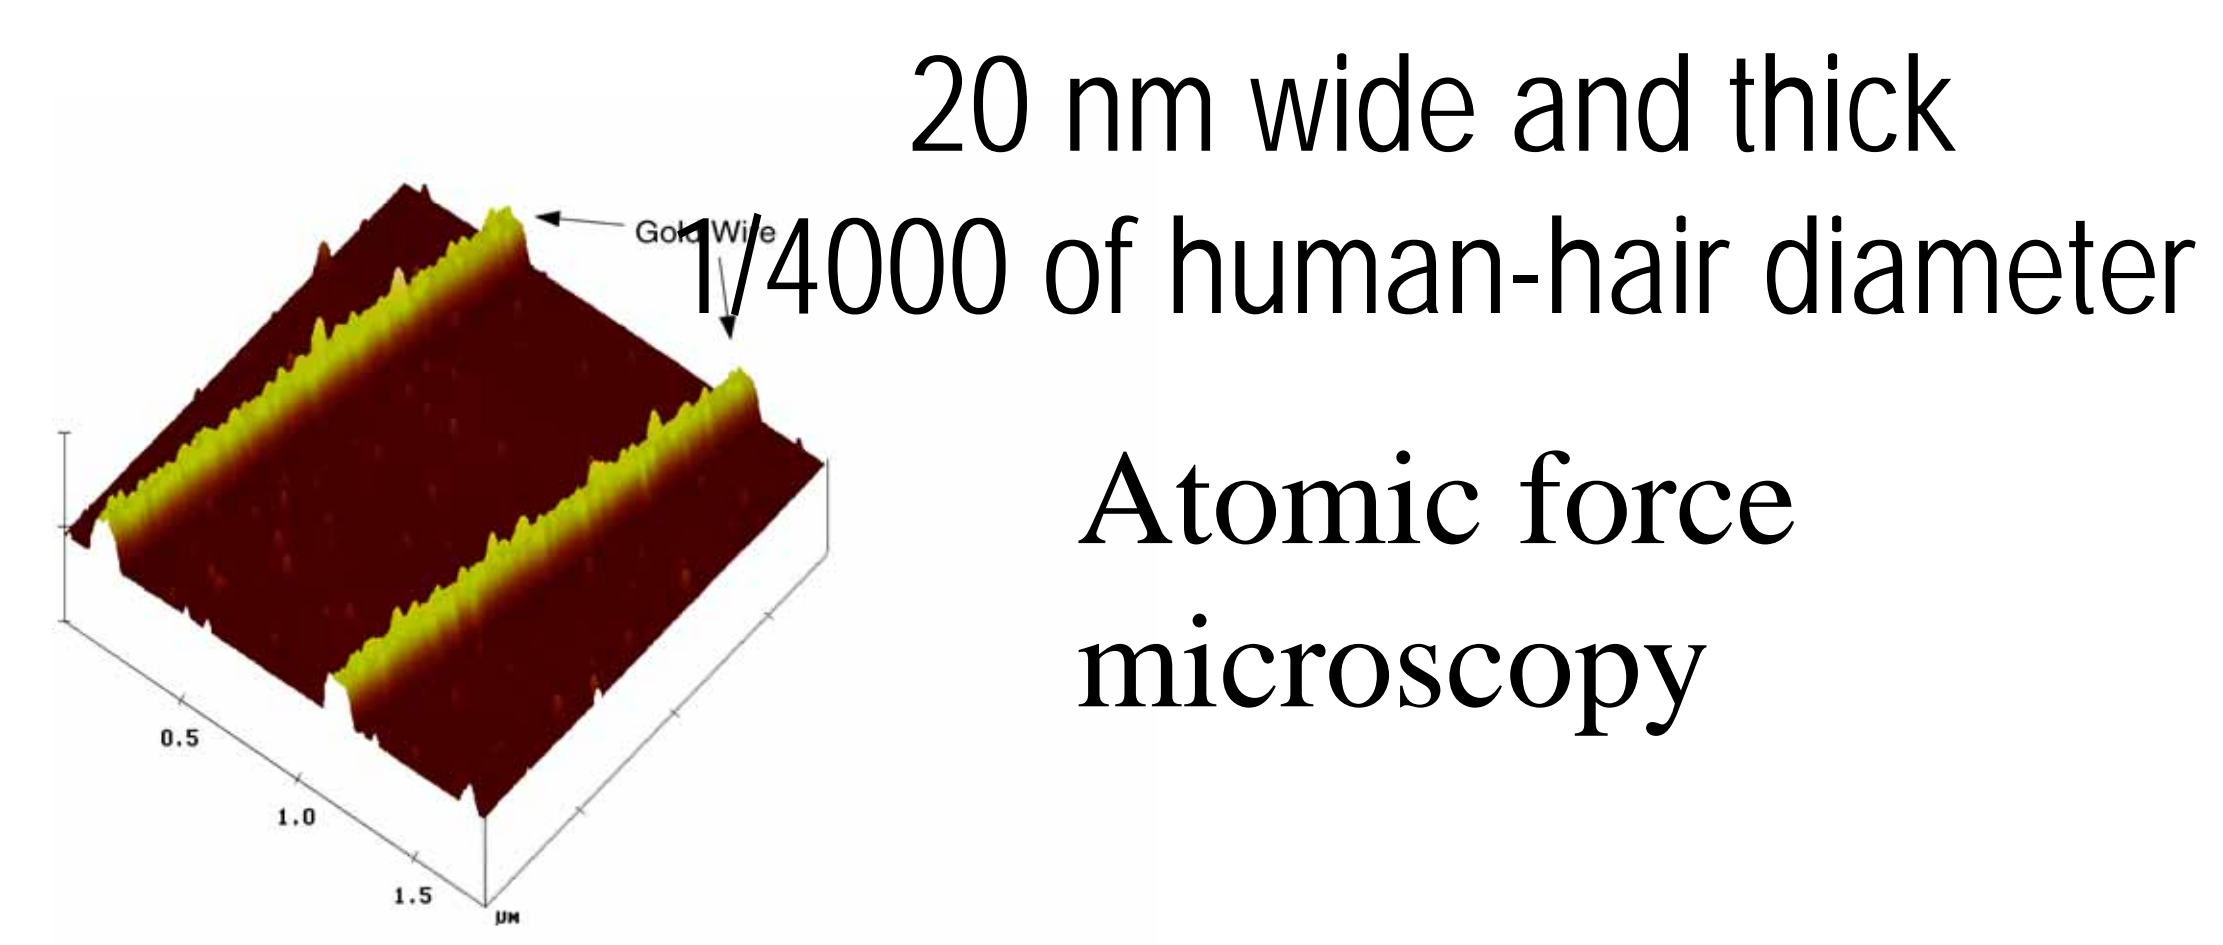 20 nm wide and thick
Gold Wire
1/4000 of human-hair diameter
Atomic force
microscopy
0.5
1.0
1.5
µM